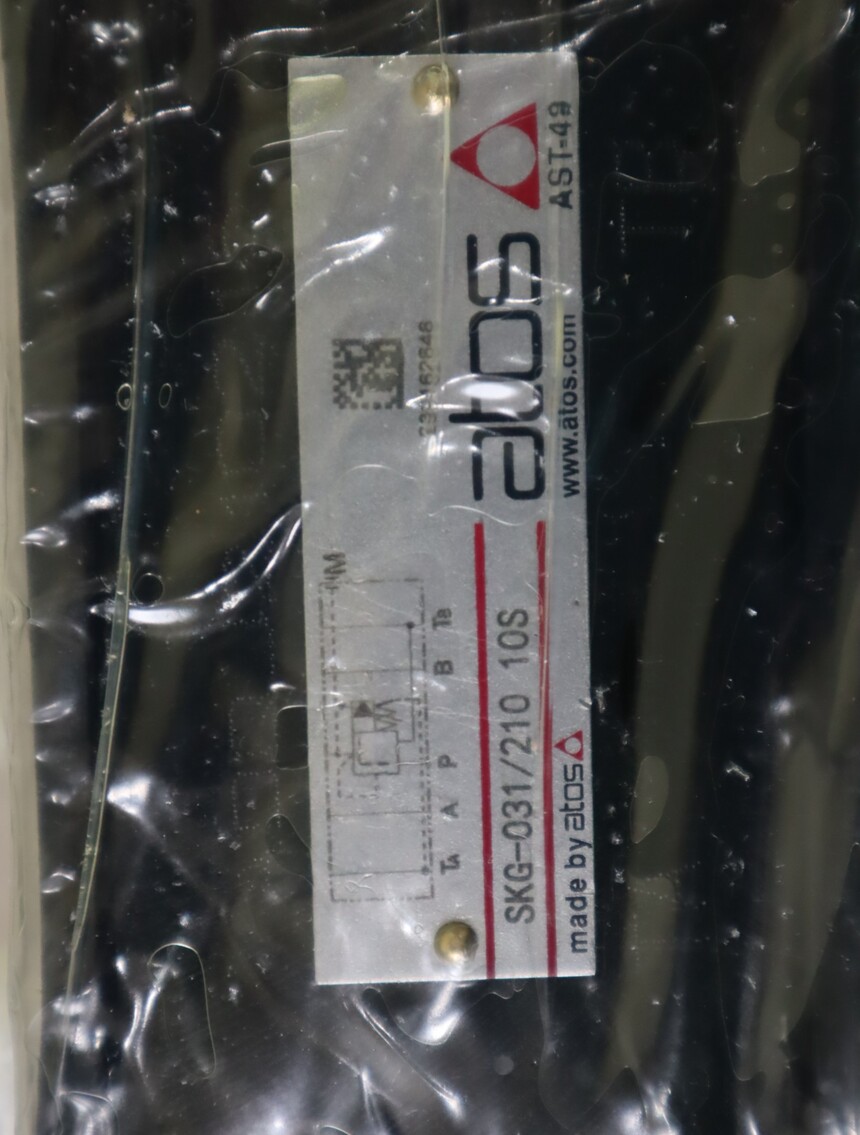 atos
AST-49
www.atos.com
M
TA A P B TB
SKG-031/210 10S
made by atos